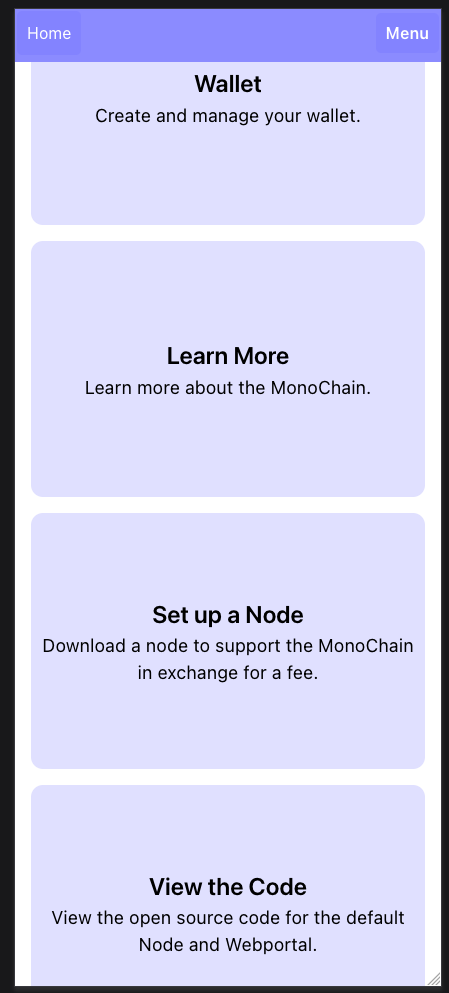 Home
Menu
Wallet
Create and manage your wallet.
Learn More
Learn more about the MonoChain.
Set up a Node
Download a node to support the MonoChain
in exchange for a fee.
View the Code
View the open source code for the default
Node and Webportal.